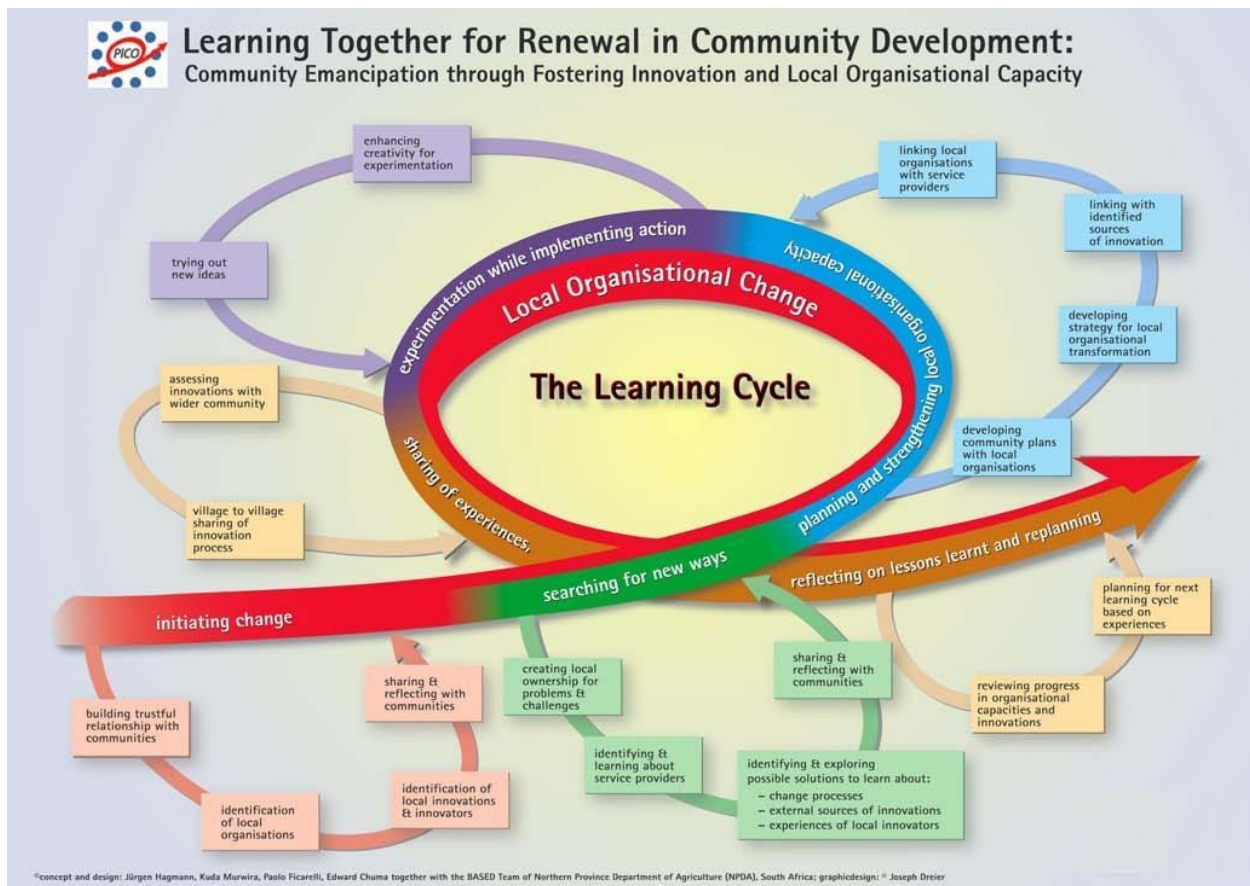 PICO
Learning Together for Renewal in Community Development:
Community Emancipation through Fostering Innovation and Local Organisational Capacity
enhancing
creativity for
experimentation
trying out
new ideas
linking local
organisations
with service
providers
linking with
identified
sources
of innovation
developing
strategy for local
organisational
transformation
developing
community plans
with local
organisations
experimentation while implementing action
planning and strengthening local organisational capacity
Local Organisational Change
The Learning Cycle
assessing
innovations with
wider community
village to village
sharing of
innovation
process
sharing of experiences,
reflecting on lessons learnt and replanning
searching for new ways
initiating change
building trustful
relationship with
communities
identification
of local
organisations
identification of
local innovations
& innovators
sharing &
reflecting with
communities
creating local
ownership for
problems &
challenges
identifying &
learning about
service providers
identifying & exploring
possible solutions to learn about:
– change processes
– external sources of innovations
– experiences of local innovators
sharing &
reflecting with
communities
reviewing progress
in organisational
capacities and
innovations
planning for next
learning cycle
based on
experiences
©concept and design: Jürgen Hagmann, Kuda Murwira, Paolo Ficarelli, Edward Chuma together with the BASED Team of Northern Province Department of Agriculture (NPDA), South Africa; graphicdesign: © Joseph Dreier